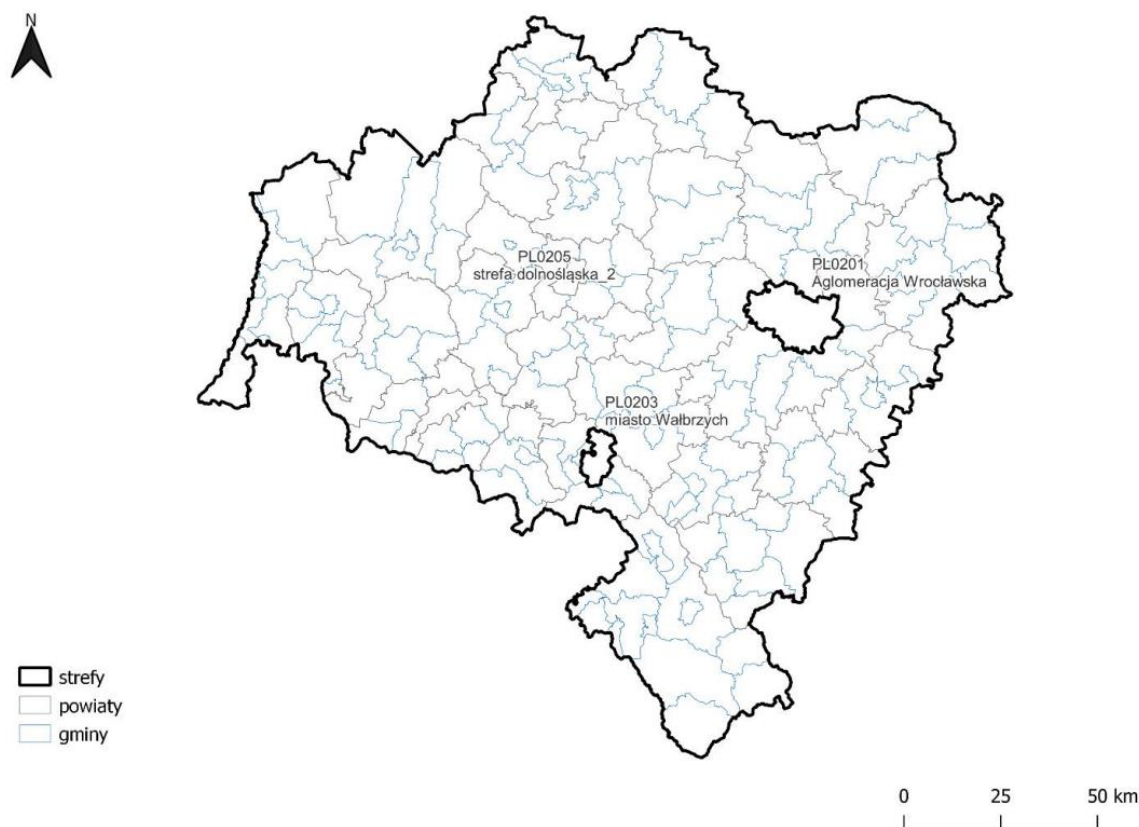 N
PL0205
strefa dolnośląska_2
PL0201
Aglomeracja Wrocławska
PL0203
miasto Wałbrzych
strefy
powiaty
gminy
0 25 50 km